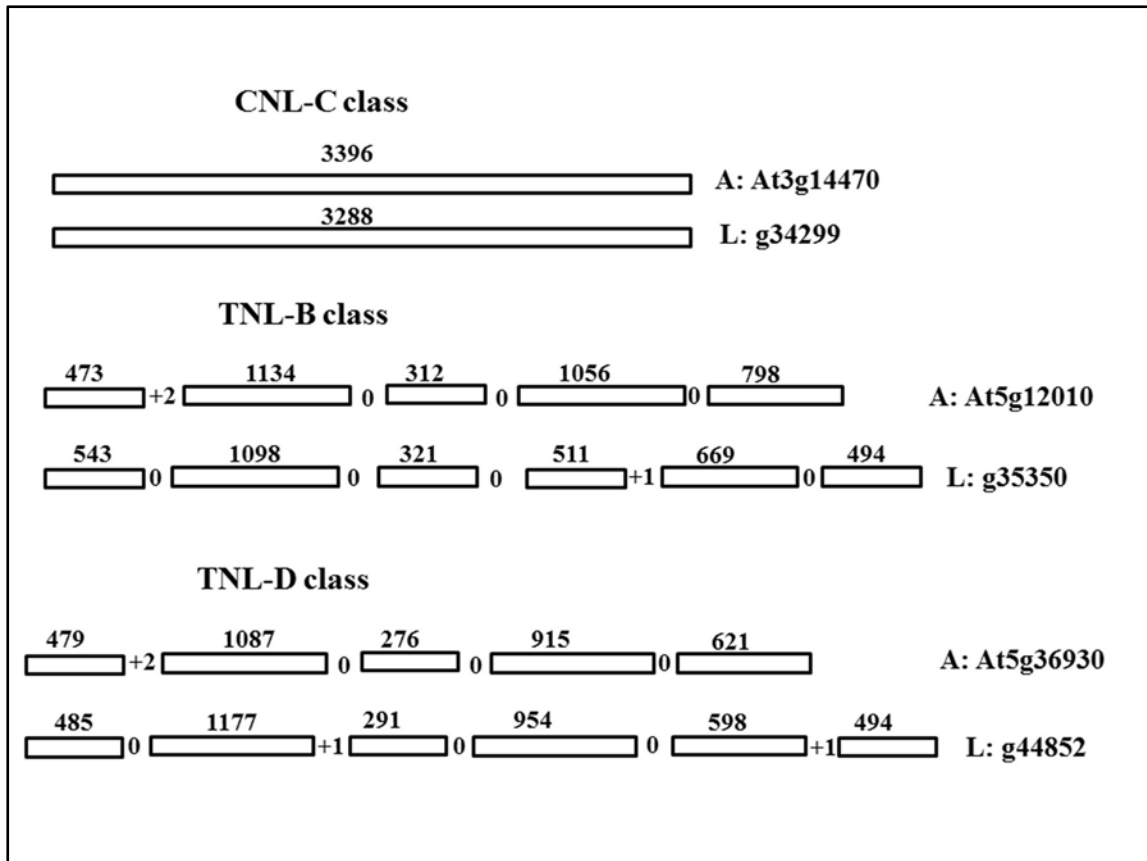 CNL-C class
3396
A: At3g14470
3288
L: g34299
TNL-B class
473 1134 312 1056 798
+2 0 0 0 A: At5g12010
543 1098 321 511 669 494
0 0 0 +1 0 L: g35350
TNL-D class
479 1087 276 915 621
+2 0 0 0 A: At5g36930
485 1177 291 954 598 494
0 +1 0 0 +1 L: g44852